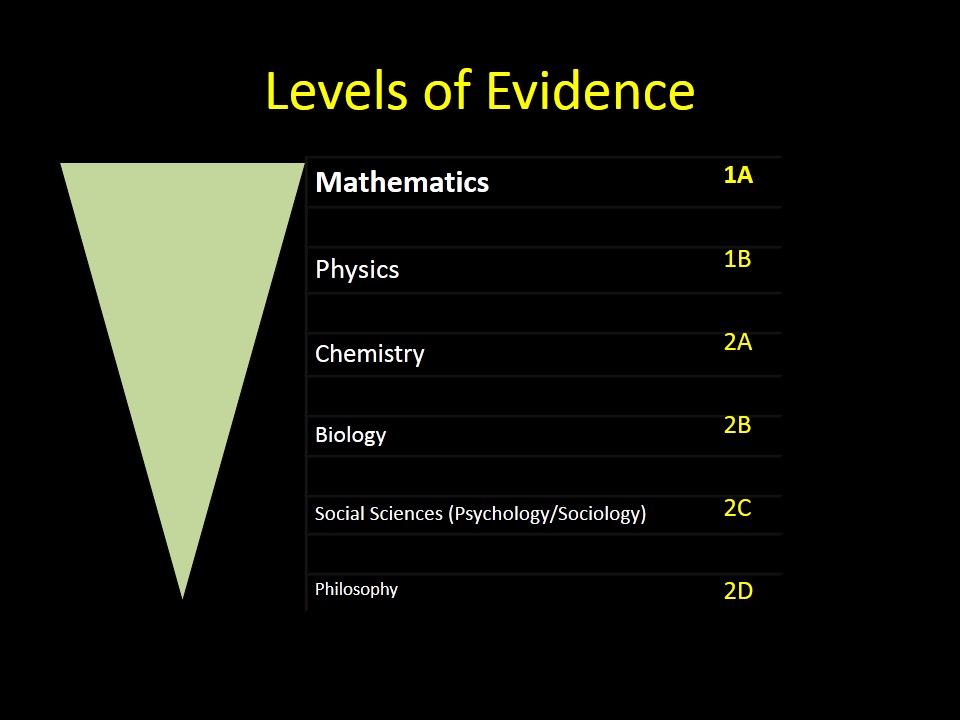 Levels of Evidence
Mathematics 1A
Physics 1B
Chemistry 2A
Biology 2B
Social Sciences (Psychology/Sociology) 2C
Philosophy 2D